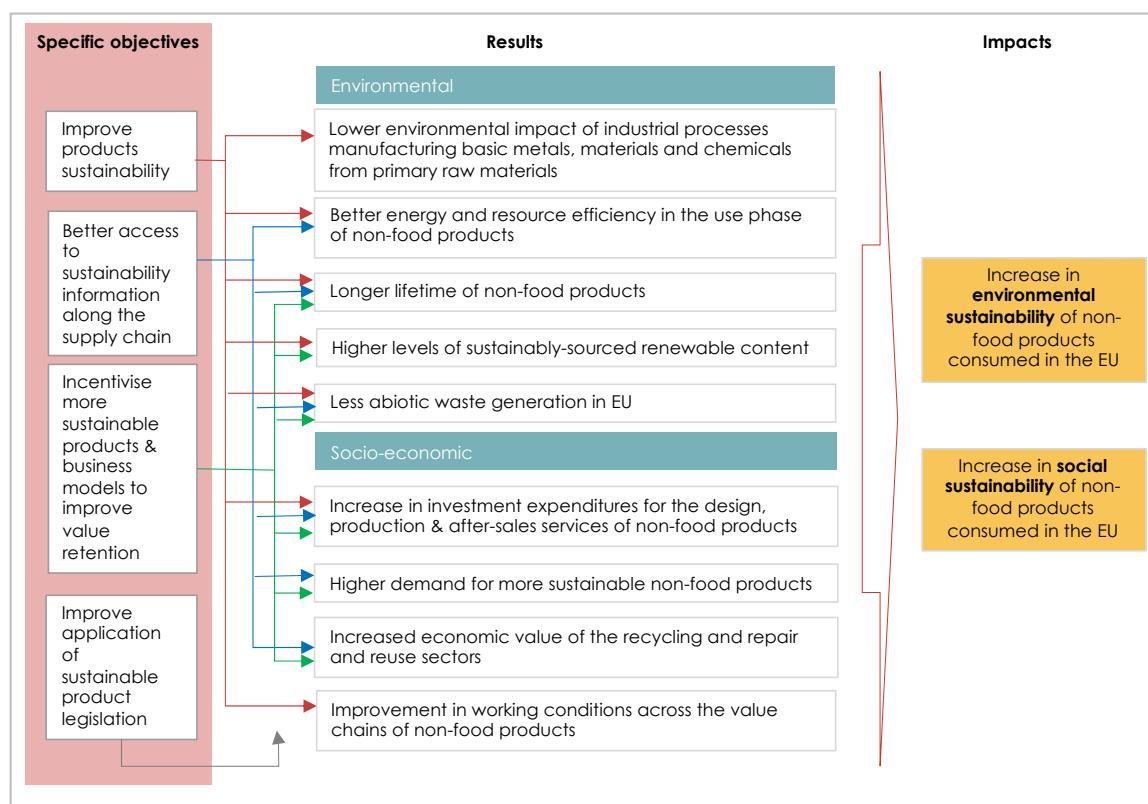 Specific objectives
Results
Impacts
Improve
products
sustainability
Better access
to
sustainability
information
along the
supply chain
Incentivise
more
sustainable
products &
business
models to
improve
value
retention
Improve
application
of
sustainable
product
legislation
Environmental
Lower environmental impact of industrial processes
manufacturing basic metals, materials and chemicals
from primary raw materials
Better energy and resource efficiency in the use phase
of non-food products
Longer lifetime of non-food products
Higher levels of sustainably-sourced renewable content
Less abiotic waste generation in EU
Socio-economic
Increase in investment expenditures for the design,
production & after-sales services of non-food products
Higher demand for more sustainable non-food products
Increased economic value of the recycling and repair
and reuse sectors
Improvement in working conditions across the value
chains of non-food products
Increase in
environmental
sustainability of non-
food products
consumed in the EU
Increase in social
sustainability of non-
food products
consumed in the EU